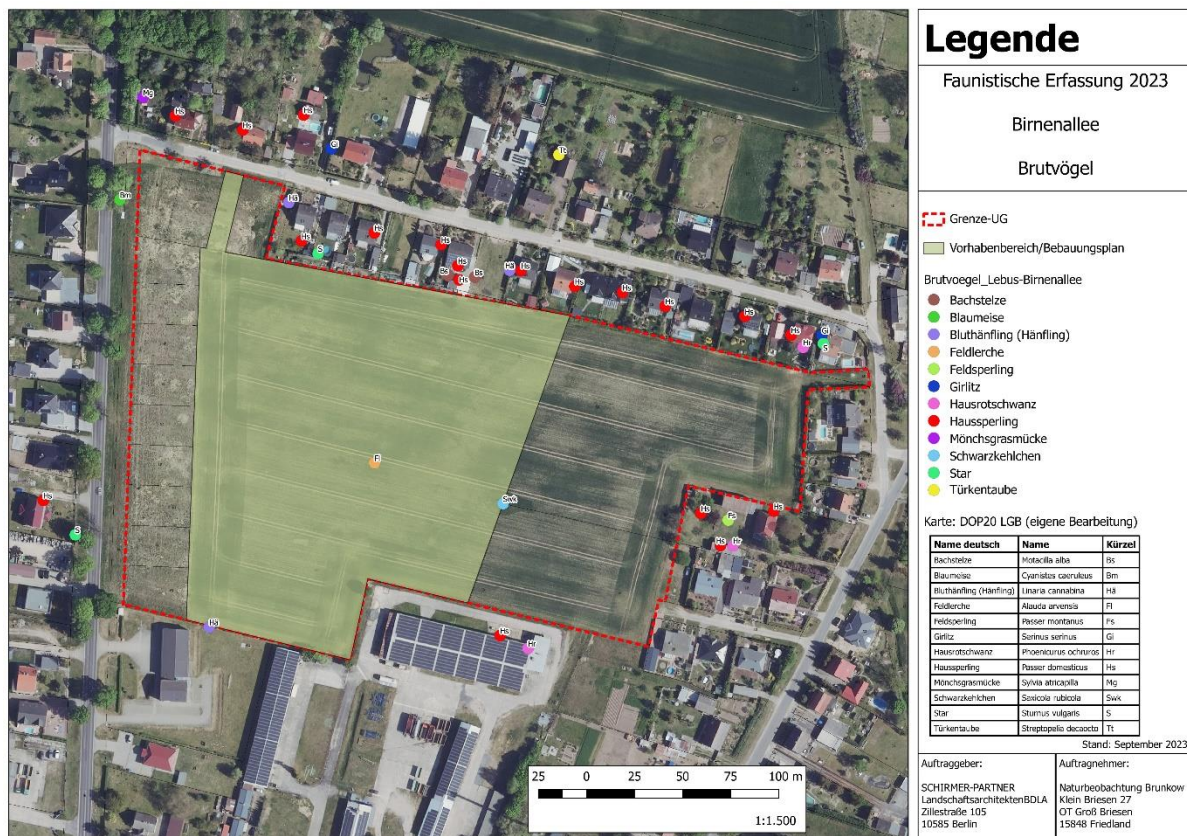 Mg
Hs
Hs
Hs
Gi
Tt
Bm
Hä
Hs
S
Hs
Hs
Hs
Bs
Hs
Bs
Hä
Hs
Hs
Hs
Hs
Hs
Hs
Hr
Gi
S
Fl
Swk
Hs
S
Hs
Fs
Hs
Hs
Hr
Hä
Hs
Hr
25 0 25 50 75 100 m
1:1.500
Legende
Faunistische Erfassung 2023
Birnenallee
Brutvögel
Grenze-UG
Vorhabenbereich/Bebauungsplan
Brutvoegel_Lebus-Birnenallee
Bachstelze
Blaumeise
Bluthänfling (Hänfling)
Feldlerche
Feldsperling
Girlitz
Hausrotschwanz
Haussperling
Mönchsgrasmücke
Schwarzkehlchen
Star
Türkentaube
Karte: DOP20 LGB (eigene Bearbeitung)
Name deutsch Name Kürzel
Bachstelze Motacilla alba Bs
Blaumeise Cyanistes caeruleus Bm
Bluthänfling (Hänfling) Linaria cannabina Hä
Feldlerche Alauda arvensis Fl
Feldsperling Passer montanus Fs
Girlitz Serinus serinus Gi
Hausrotschwanz Phoenicurus ochruros Hr
Haussperling Passer domesticus Hs
Mönchsgrasmücke Sylvia atricapilla Mg
Schwarzkehlchen Saxicola rubicola Swk
Star Sturnus vulgaris S
Türkentaube Streptopelia decaocto Tt
Stand: September 2023
Auftraggeber:
SCHIRMER-PARTNER
LandschaftsarchitektenBDLA
Zillestraße 105
10585 Berlin
Auftragnehmer:
Naturbeobachtung Brunkow
Klein Briesen 27
OT Groß Briesen
15848 Friedland